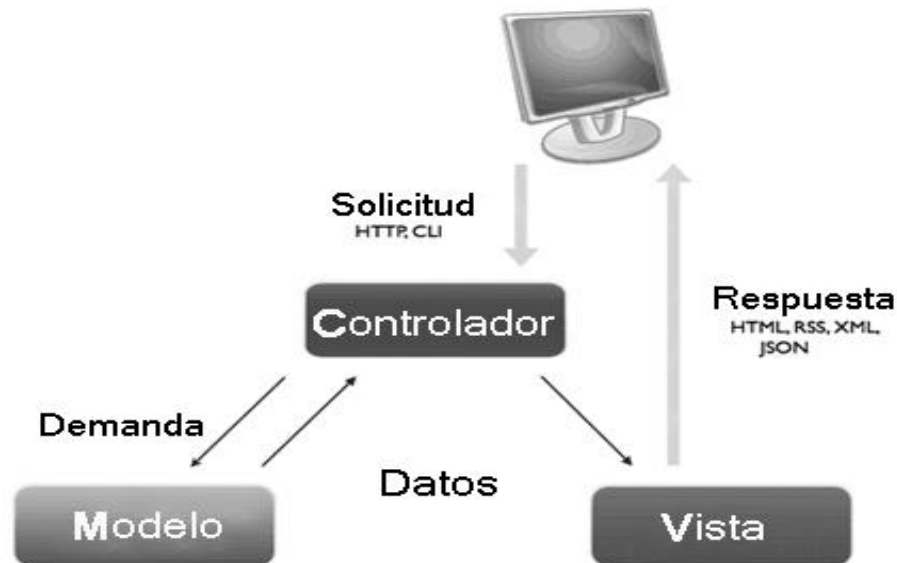 Solicitud
HTTP, CLI
Controlador
Respuesta
HTML, RSS, XML,
JSON
Demanda
Datos
Modelo
Vista